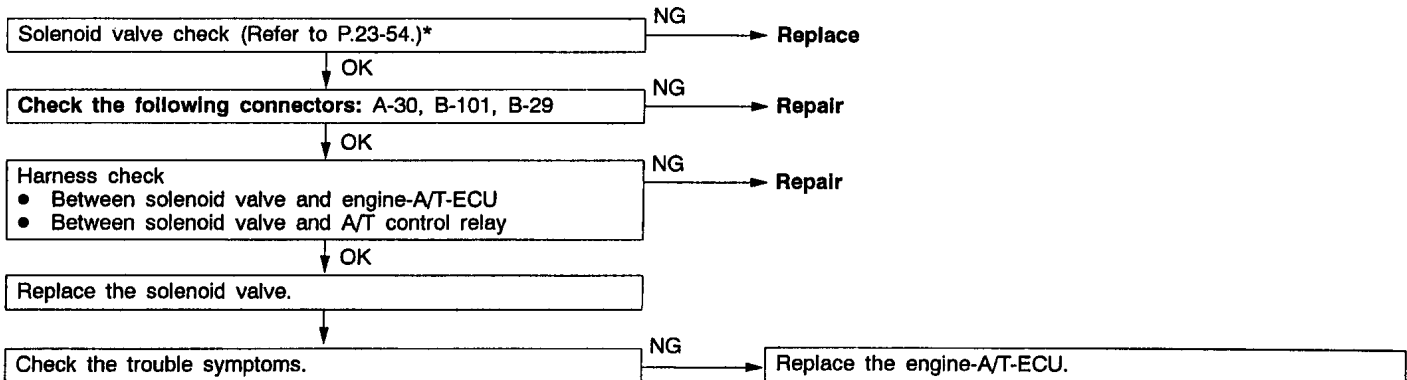 NG
Solenoid valve check (Refer to P.23-54.)*
Replace
OK
NG
Check the following connectors: A-30, B-101, B-29
Repair
OK
NG
Harness check
Repair
● Between solenoid valve and engine-A/T-ECU
● Between solenoid valve and A/T control relay
OK
Replace the solenoid valve.
NG
Check the trouble symptoms.
Replace the engine-A/T-ECU.